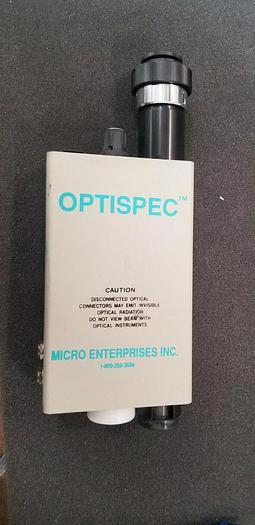 OPTISPEC™
CAUTION
DISCONNECTED OPTICAL
CONNECTORS MAY EMIT INVISIBLE
OPTICAL RADIATION
DO NOT VIEW BEAM WITH
OPTICAL INSTRUMENTS
MICRO ENTERPRISES INC.